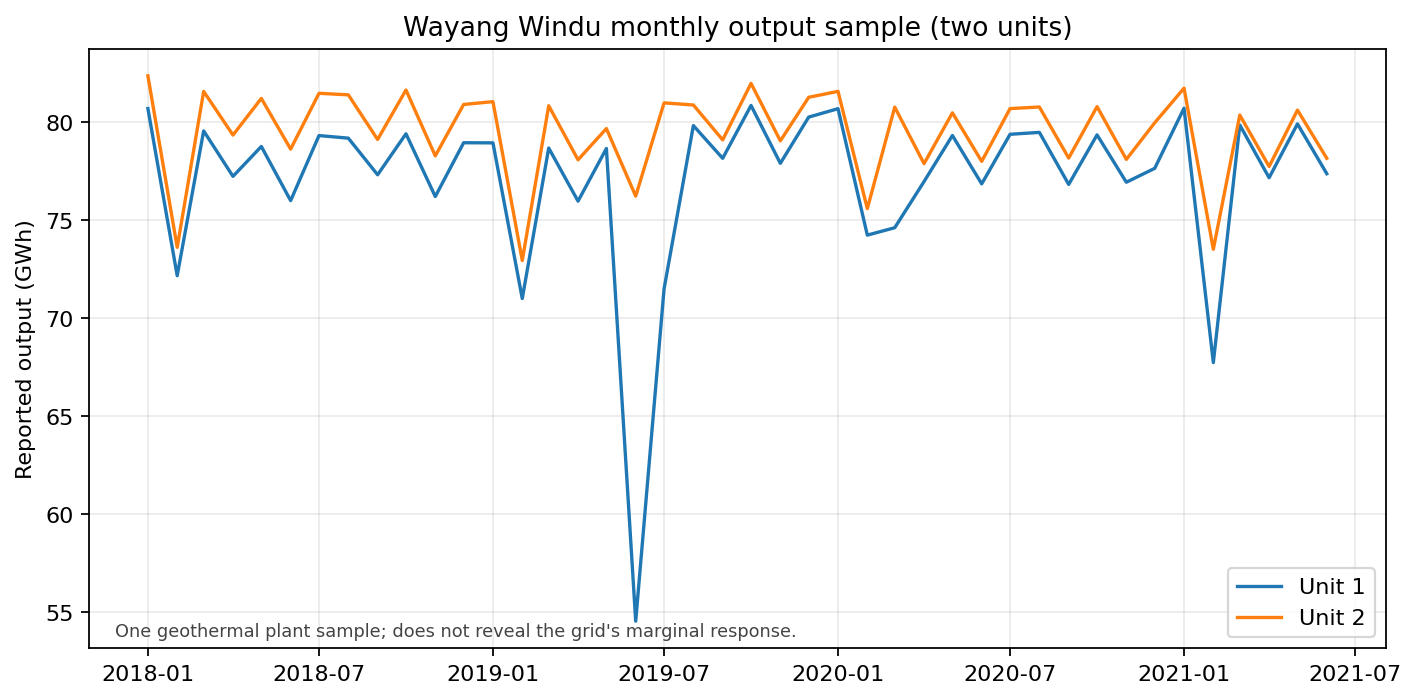 Wayang Windu monthly output sample (two units)
Reported output (GWh)
80
75
70
65
60
55
One geothermal plant sample; does not reveal the grid's marginal response.
Unit 1
Unit 2
2018-01 2018-07 2019-01 2019-07 2020-01 2020-07 2021-01 2021-07